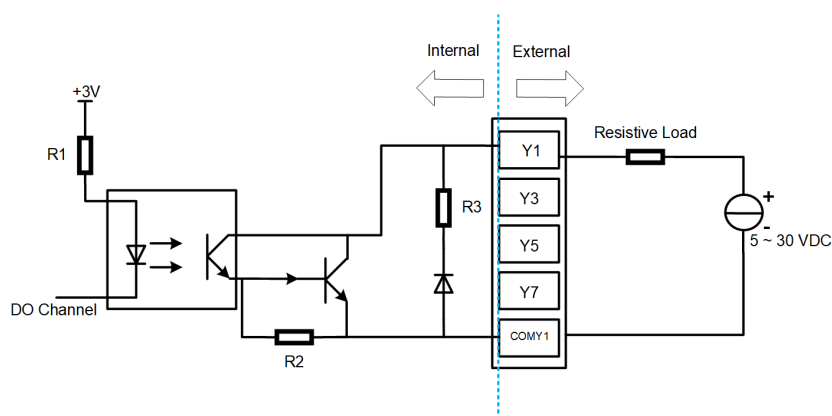 Internal
External
+3V
R1
DO Channel
R2
R3
Y1
Y3
Y5
Y7
COMY1
Resistive Load
+
-
5 ~ 30 VDC